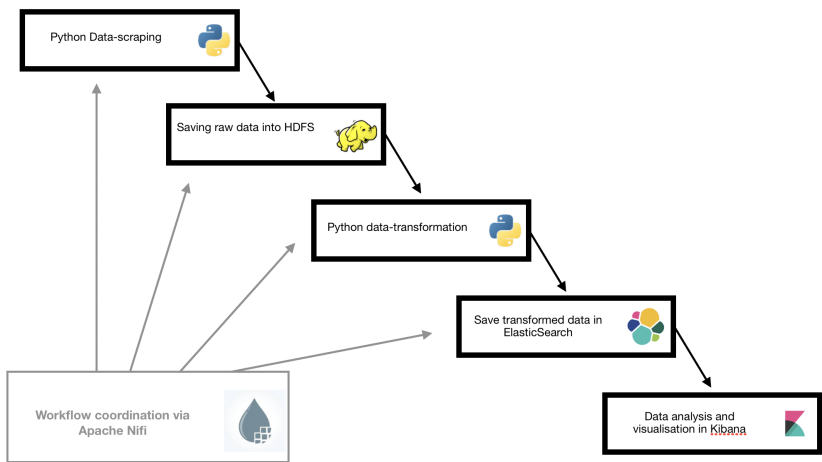 Python Data-scraping
Saving raw data into HDFS
Python data-transformation
Save transformed data in
ElasticSearch
Data analysis and
visualisation in Kibana
Workflow coordination via
Apache Nifi